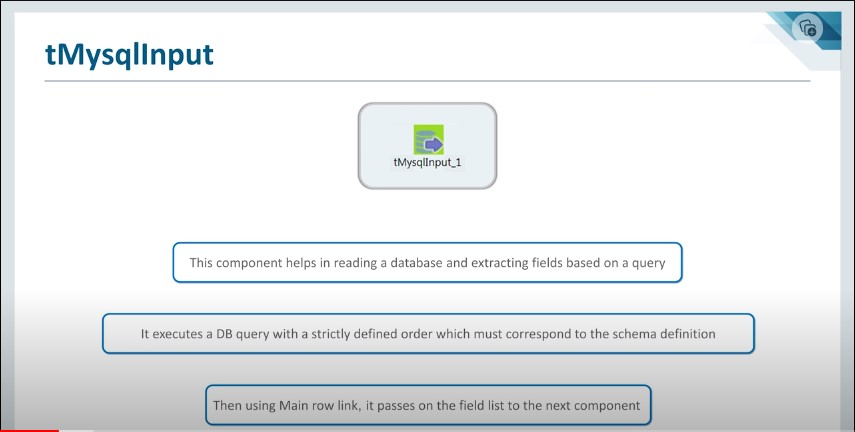 tMysqlInput
tMysqlInput_1
This component helps in reading a database and extracting fields based on a query
It executes a DB query with a strictly defined order which must correspond to the schema definition
Then using Main row link, it passes on the field list to the next component